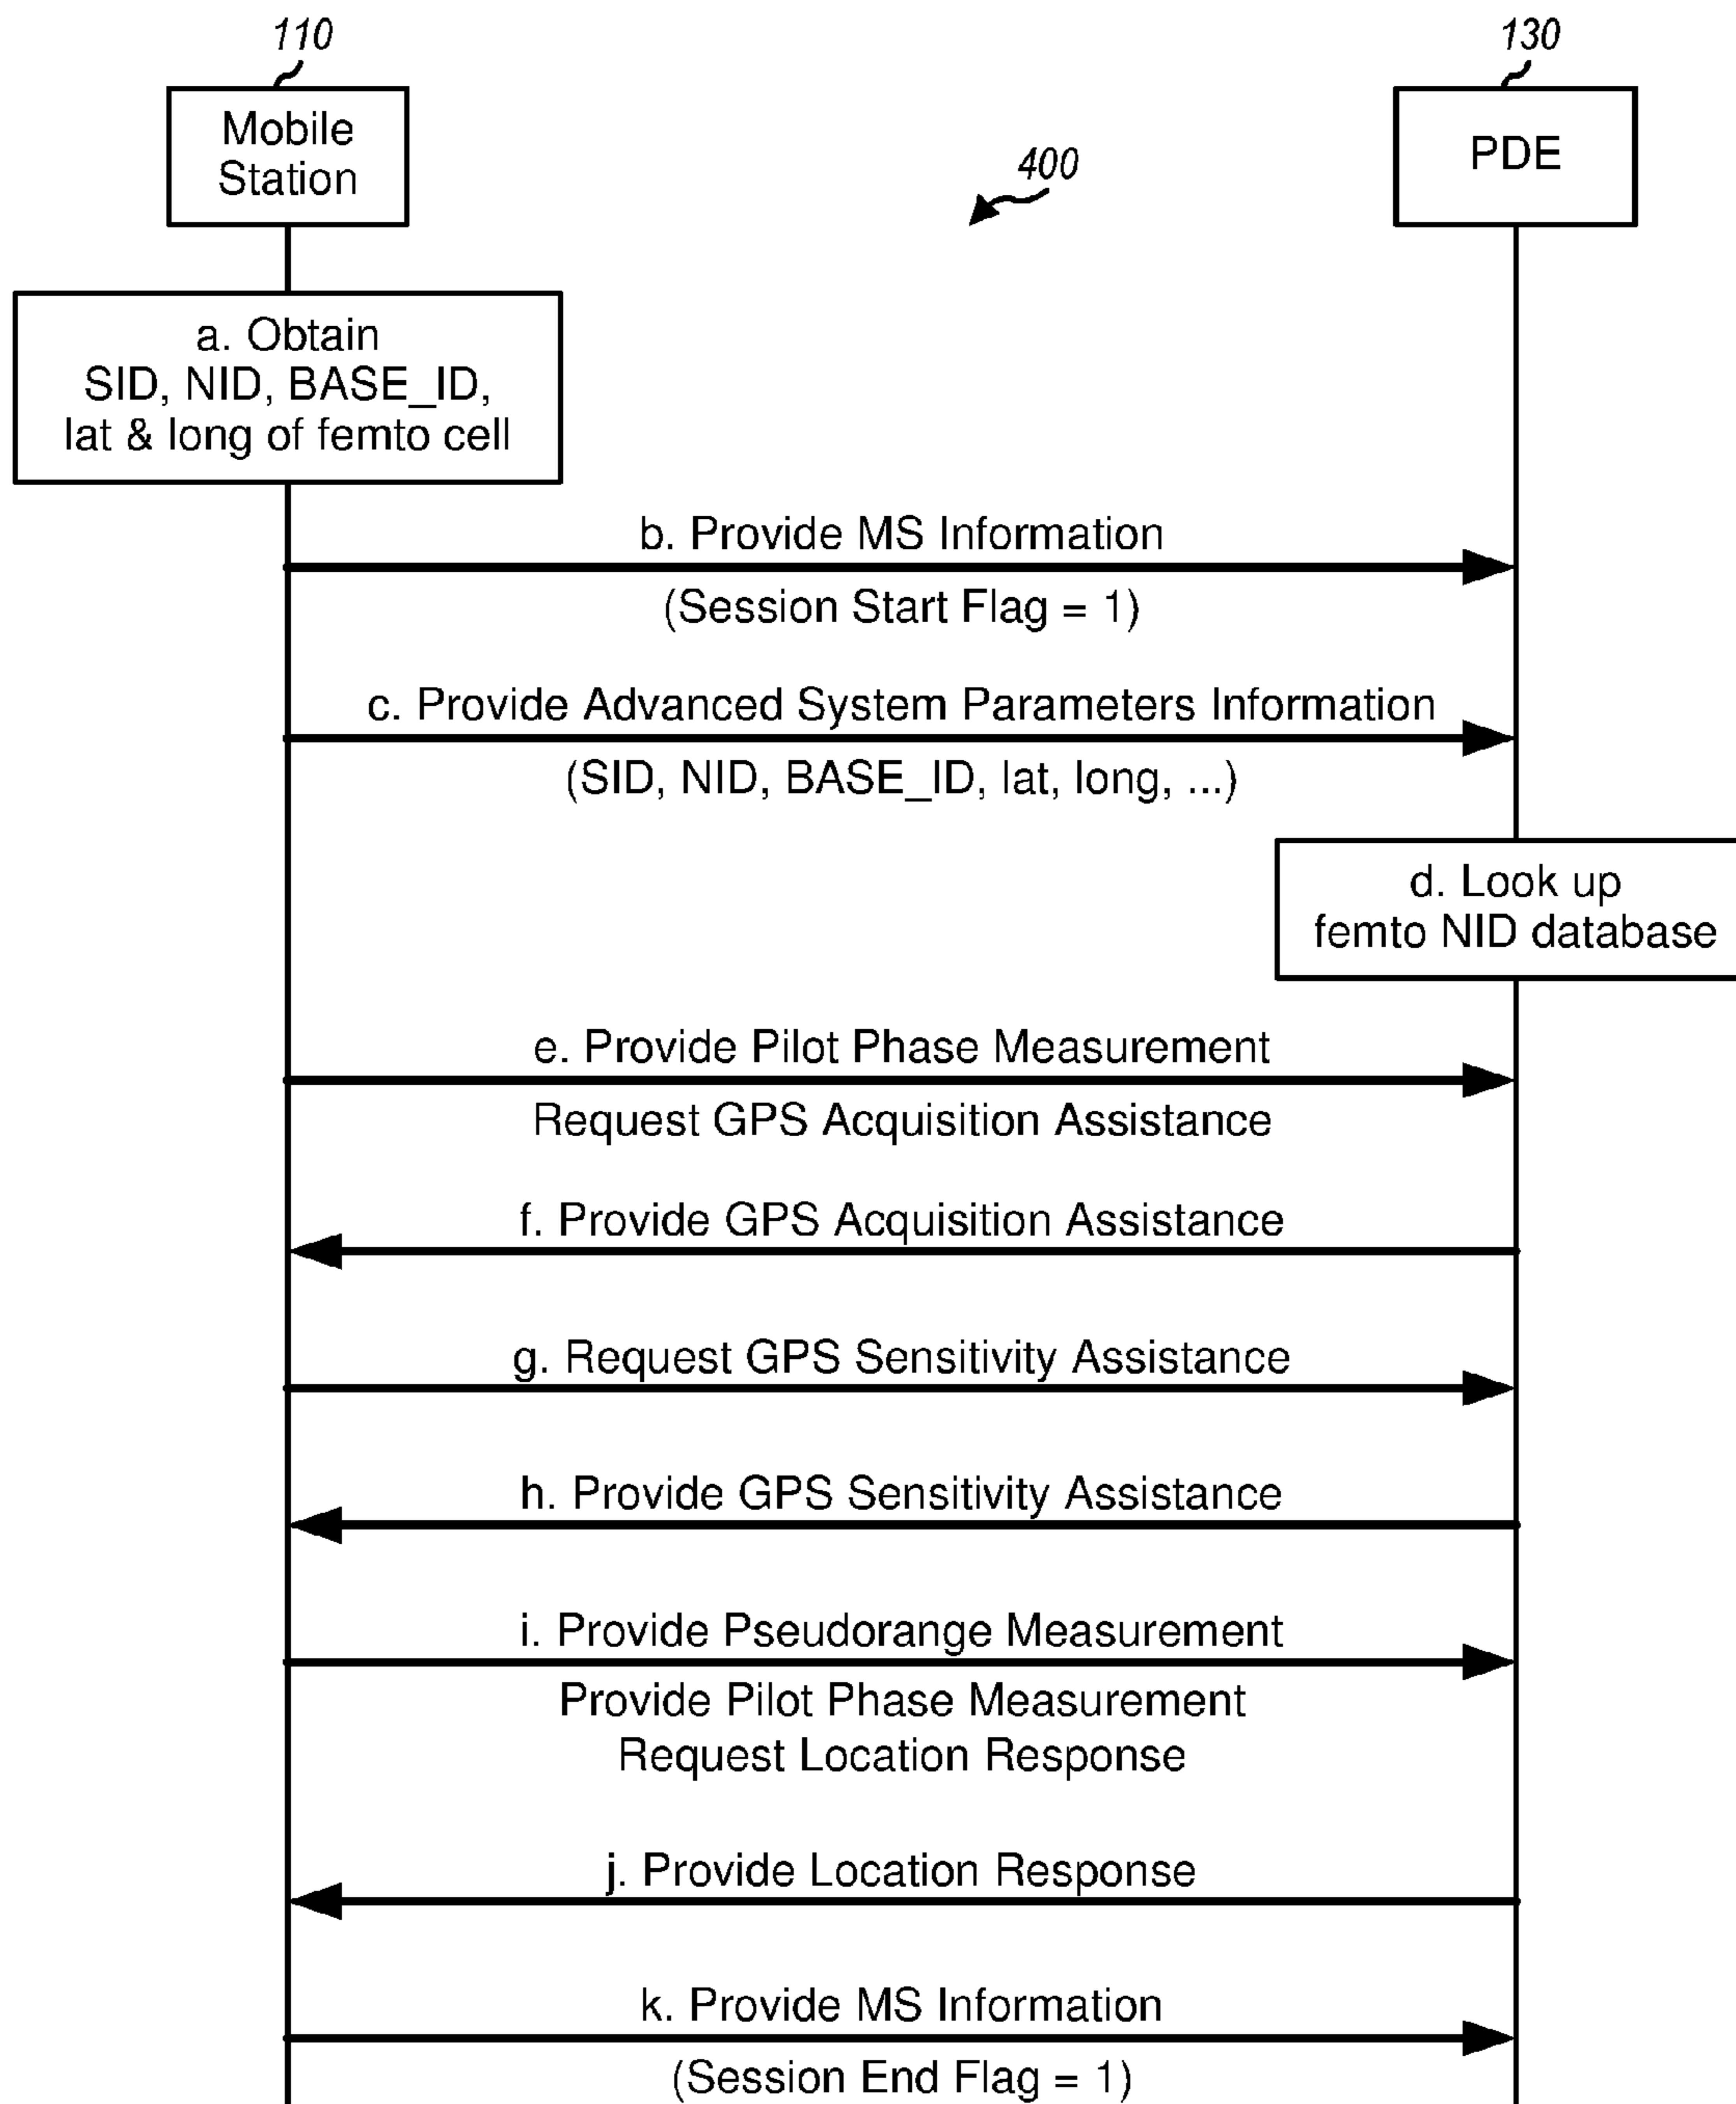 110
130
Mobile
Station
PDE
400
a. Obtain
SID, NID, BASE_ID,
lat & long of femto cell
b. Provide MS Information
(Session Start Flag = 1)
c. Provide Advanced System Parameters Information
(SID, NID, BASE_ID, lat, long, ...)
d. Look up
femto NID database
e. Provide Pilot Phase Measurement
Request GPS Acquisition Assistance
f. Provide GPS Acquisition Assistance
g. Request GPS Sensitivity Assistance
h. Provide GPS Sensitivity Assistance
i. Provide Pseudorange Measurement
Provide Pilot Phase Measurement
Request Location Response
j. Provide Location Response
k. Provide MS Information
(Session End Flag = 1)